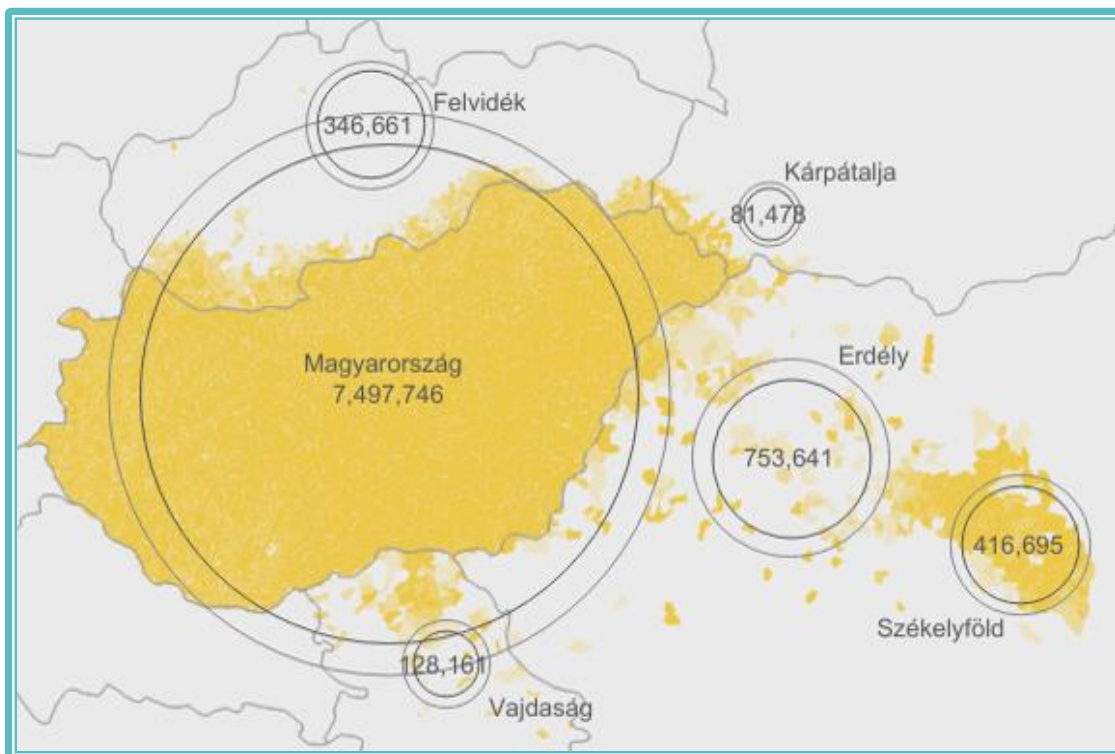 Felvidék
346,661
Kárpátalja
81,478
Magyarország
7,497,746
Erdély
753,641
416,695
Székelyföld
128,161
Vajdaság